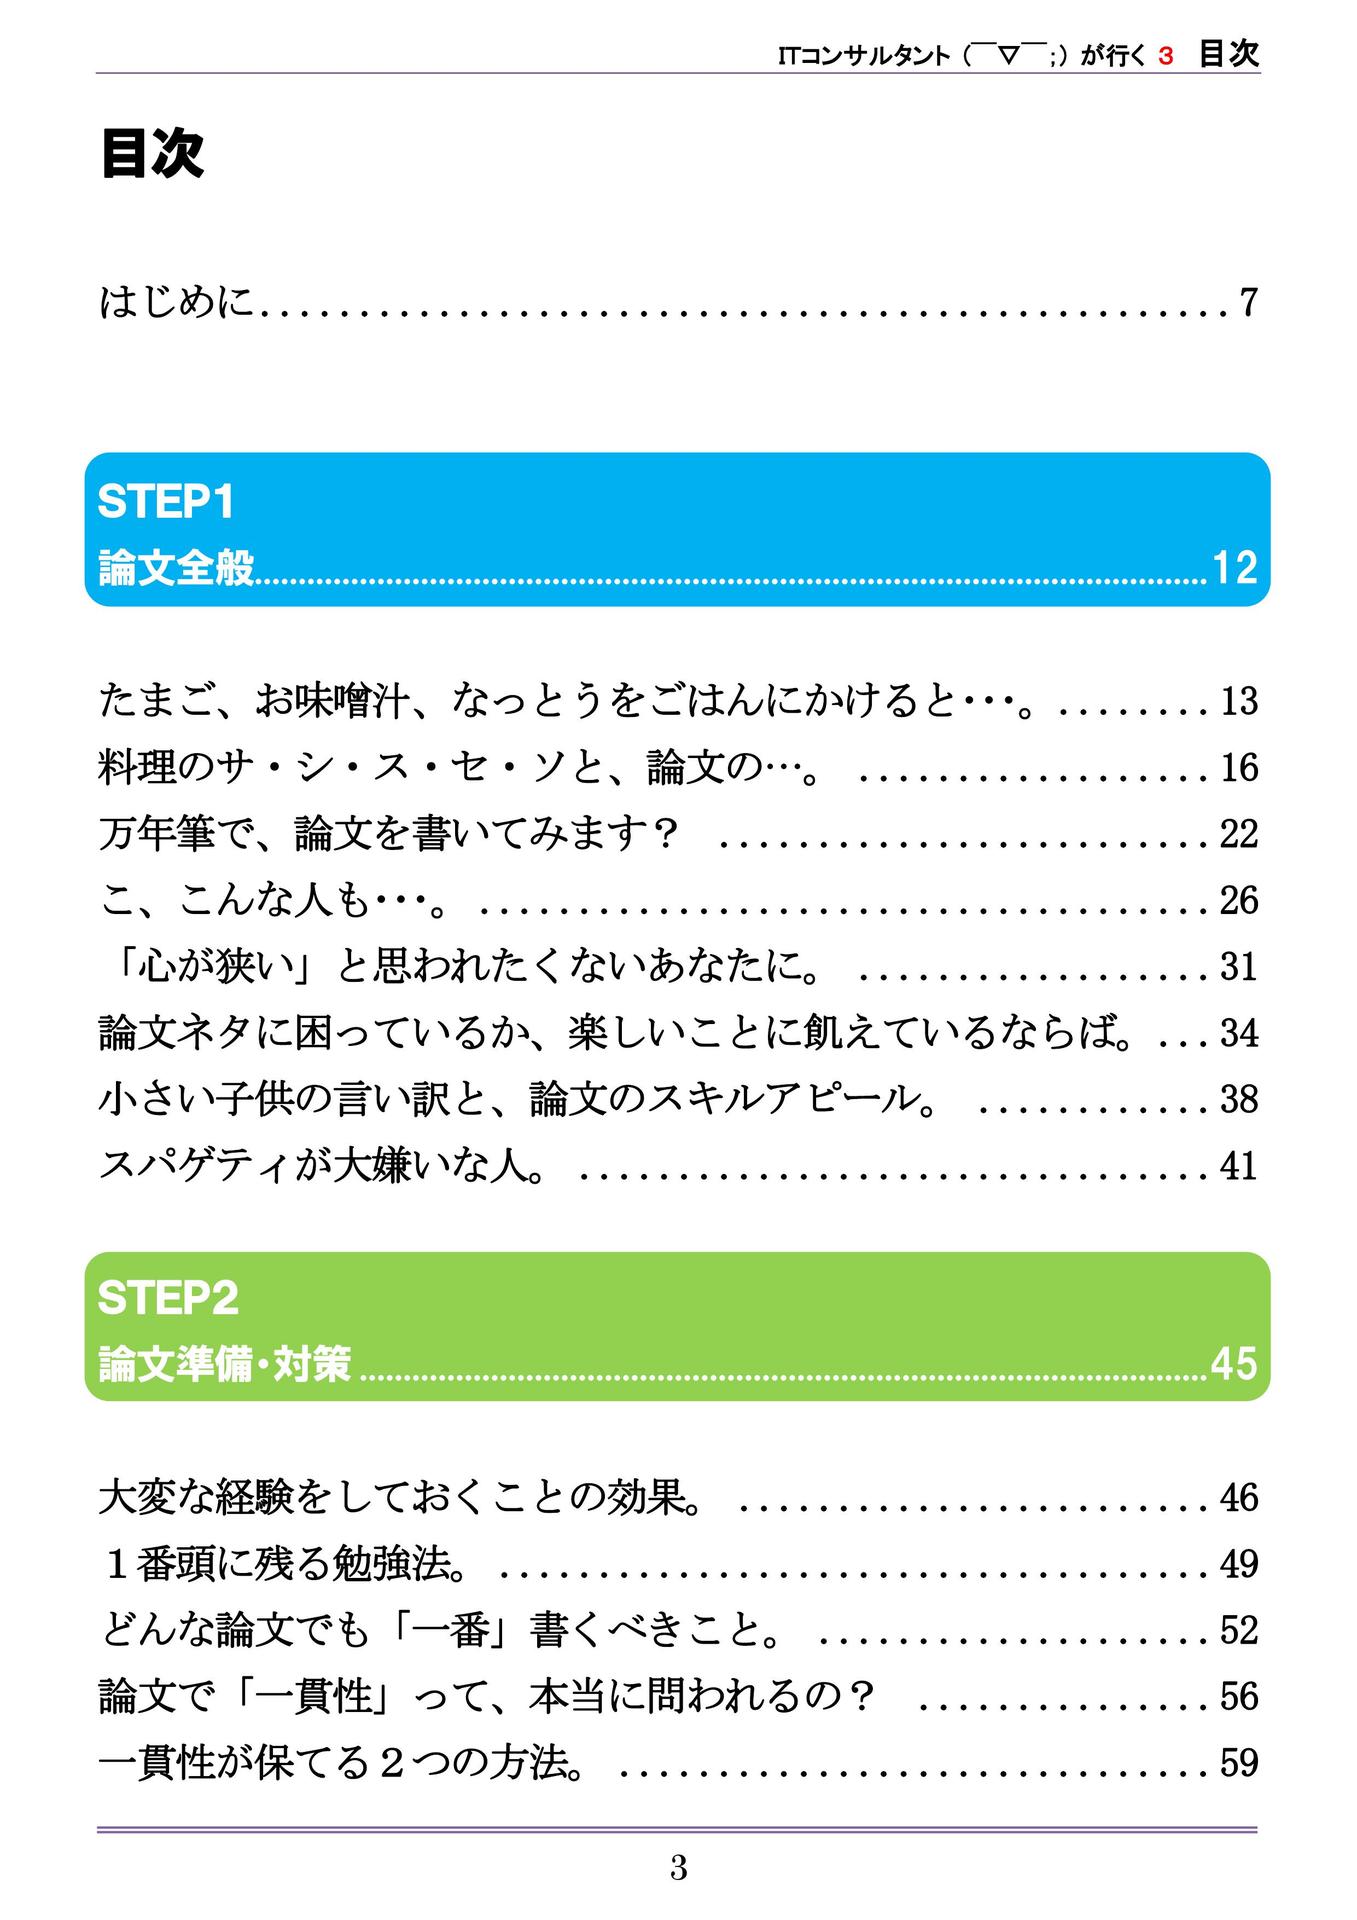 ITコンサルタント（￣▽￣；）が行く 3　目次
目次
はじめに.................................................7
STEP1
論文全般.................................................12
たまご、お味噌汁、なっとうをごはんにかけると・・・。........13
料理のサ・シ・ス・セ・ソと、論文の…。..................16
万年筆で、論文を書いてみます？.........................22
こ、こんな人も・・・。.....................................26
「心が狭い」と思われたくないあなたに。..................31
論文ネタに困っているか、楽しいことに飢えているならば。...34
小さい子供の言い訳と、論文のスキルアピール。............38
スパゲティが大嫌いな人。................................41
STEP2
論文準備・対策.................................................45
大変な経験をしておくことの効果。........................46
１番頭に残る勉強法。....................................49
どんな論文でも「一番」書くべきこと。....................52
論文で「一貫性」って、本当に問われるの？...............56
一貫性が保てる２つの方法。..............................59
3